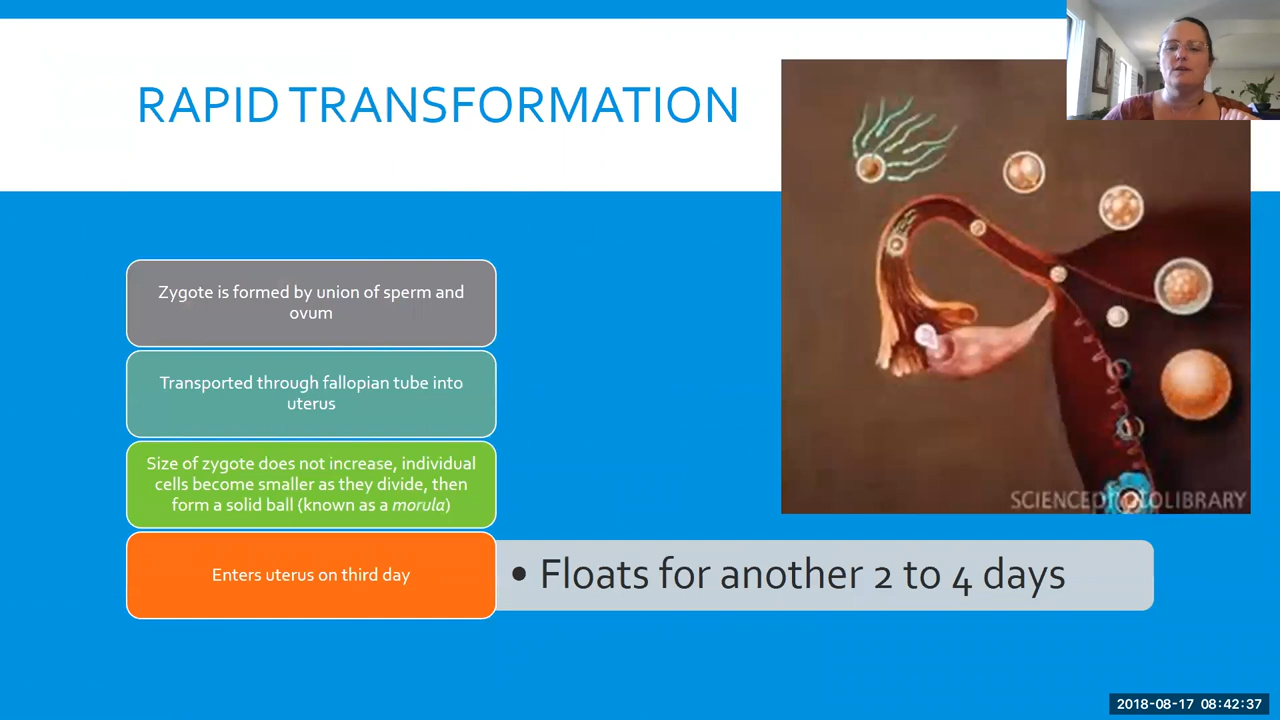 RAPID TRANSFORMATION
Zygote is formed by union of sperm and
ovum
Transported through fallopian tube into
uterus
Size of zygote does not increase, individual
cells become smaller as they divide, then
form a solid ball (known as a morula)
Enters uterus on third day
• Floats for another 2 to 4 days
SCIENCEPHOTOLIBRARY
2018-08-17 08:42:37